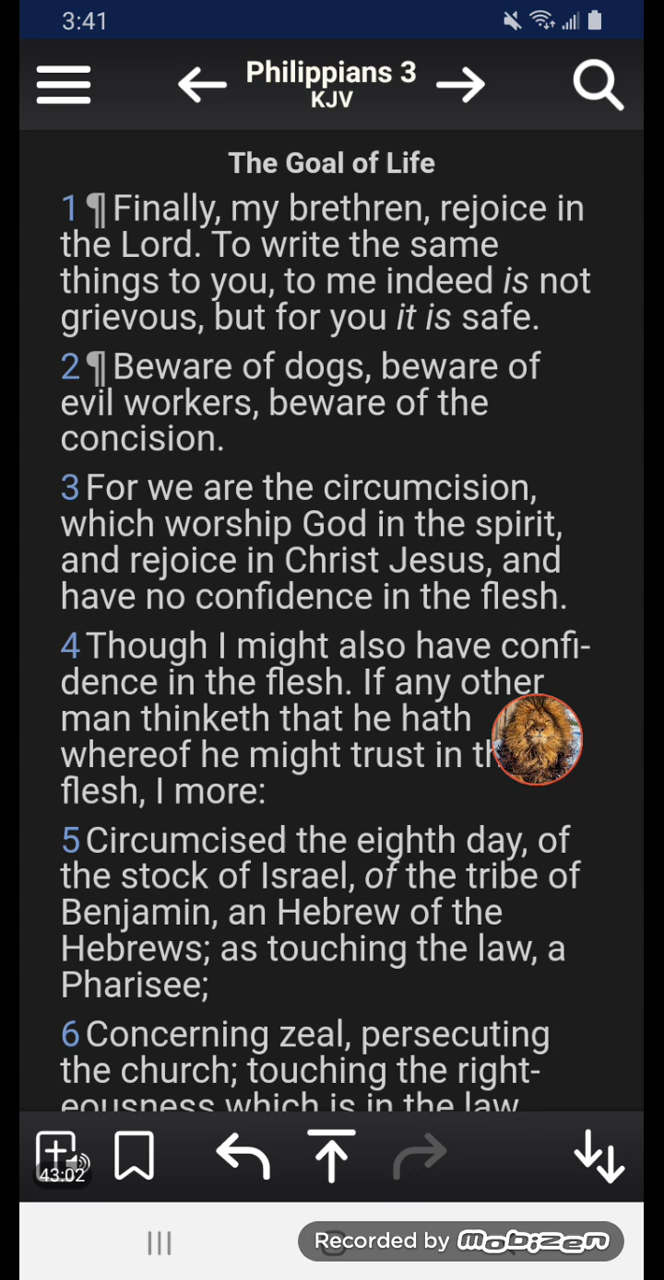 3:41
Philippians 3
KJV
The Goal of Life
1 ¶ Finally, my brethren, rejoice in
the Lord. To write the same
things to you, to me indeed is not
grievous, but for you it is safe.
2 ¶ Beware of dogs, beware of
evil workers, beware of the
concision.
3 For we are the circumcision,
which worship God in the spirit,
and rejoice in Christ Jesus, and
have no confidence in the flesh.
4 Though I might also have confi-
dence in the flesh. If any other
man thinketh that he hath
whereof he might trust in
flesh, I more:
5 Circumcised the eighth day, of
the stock of Israel, of the tribe of
Benjamin, an Hebrew of the
Hebrews; as touching the law, a
Pharisee;
6 Concerning zeal, persecuting
the church; touching the right-
eousness which is in the law
43:02
Recorded by Mobizen